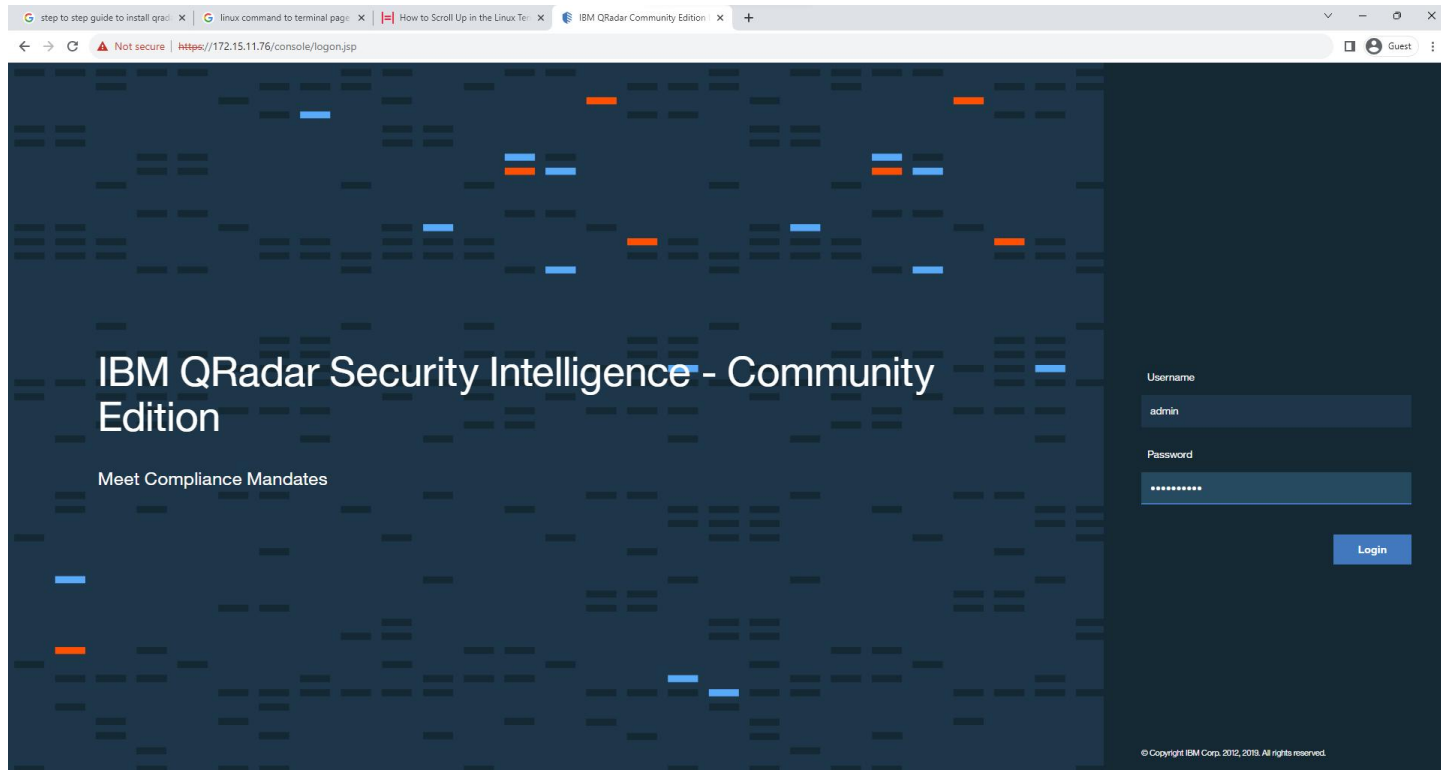 step to step guide to install qrad
linux command to terminal page
How to Scroll Up in the Linux Ter
IBM QRadar Community Edition
Not secure
https://172.15.11.76/console/logon.jsp
Guest
IBM QRadar Security Intelligence - Community
Edition
Meet Compliance Mandates
Username
admin
Password
••••••••••
Login
© Copyright IBM Corp. 2012, 2019. All rights reserved.